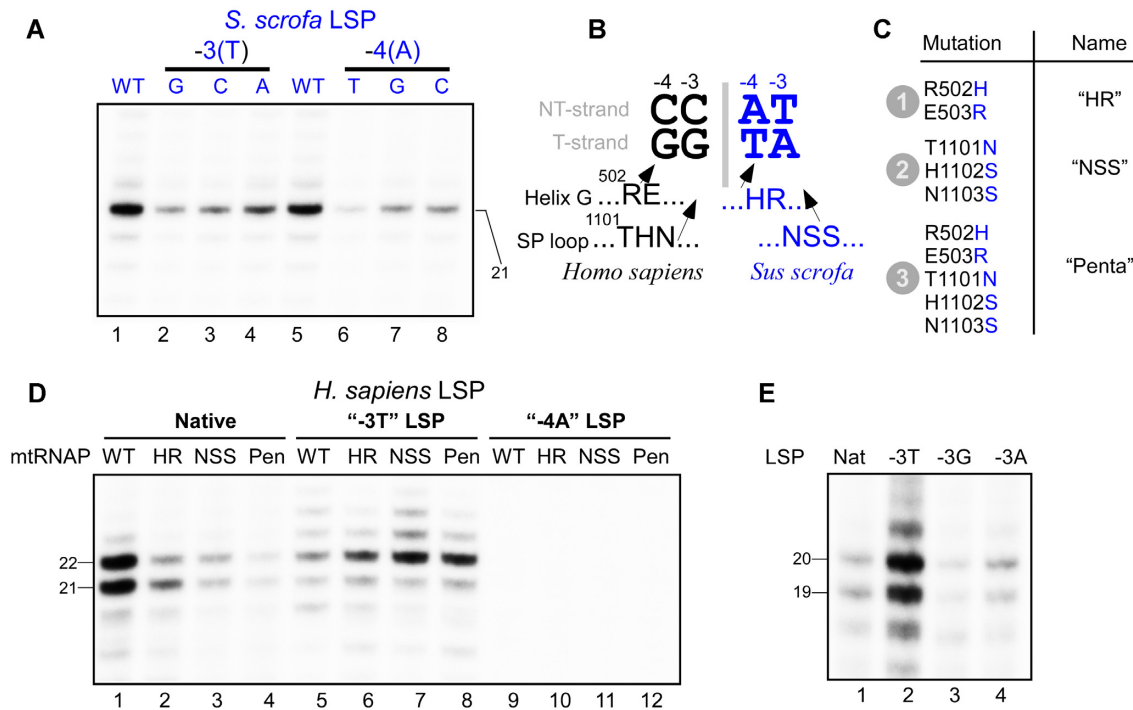 A
S. scrofa LSP
-3(T) -4(A)
WT G C A WT T G C
21
1 2 3 4 5 6 7 8
B
-4 -3 -4 -3
NT-strand CC AT
T-strand GG TA
Helix G ...RE... 502 ...HR...
SP loop ...THN... 1101 ...NSS...
Homo sapiens Sus scrofa
C
Mutation Name
1 R502H
E503R "HR"
2 T1101N
H1102S "NSS"
N1103S
3 R502H
E503R
T1101N "Penta"
H1102S
N1103S
D
H. sapiens LSP
Native "-3T" LSP "-4A" LSP
mtRNAP WT HR NSS Pen WT HR NSS Pen WT HR NSS Pen
22
21
1 2 3 4 5 6 7 8 9 10 11 12
E
LSP Nat -3T -3G -3A
20
19
1 2 3 4